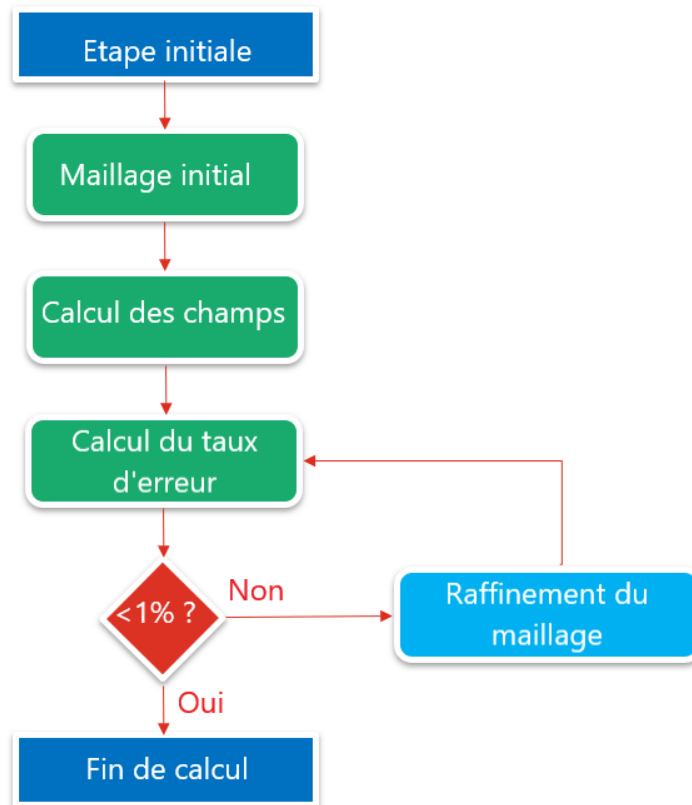 Etape initiale
Maillage initial
Calcul des champs
Calcul du taux
d'erreur
<1% ?
Non
Raffinement du
maillage
Oui
Fin de calcul